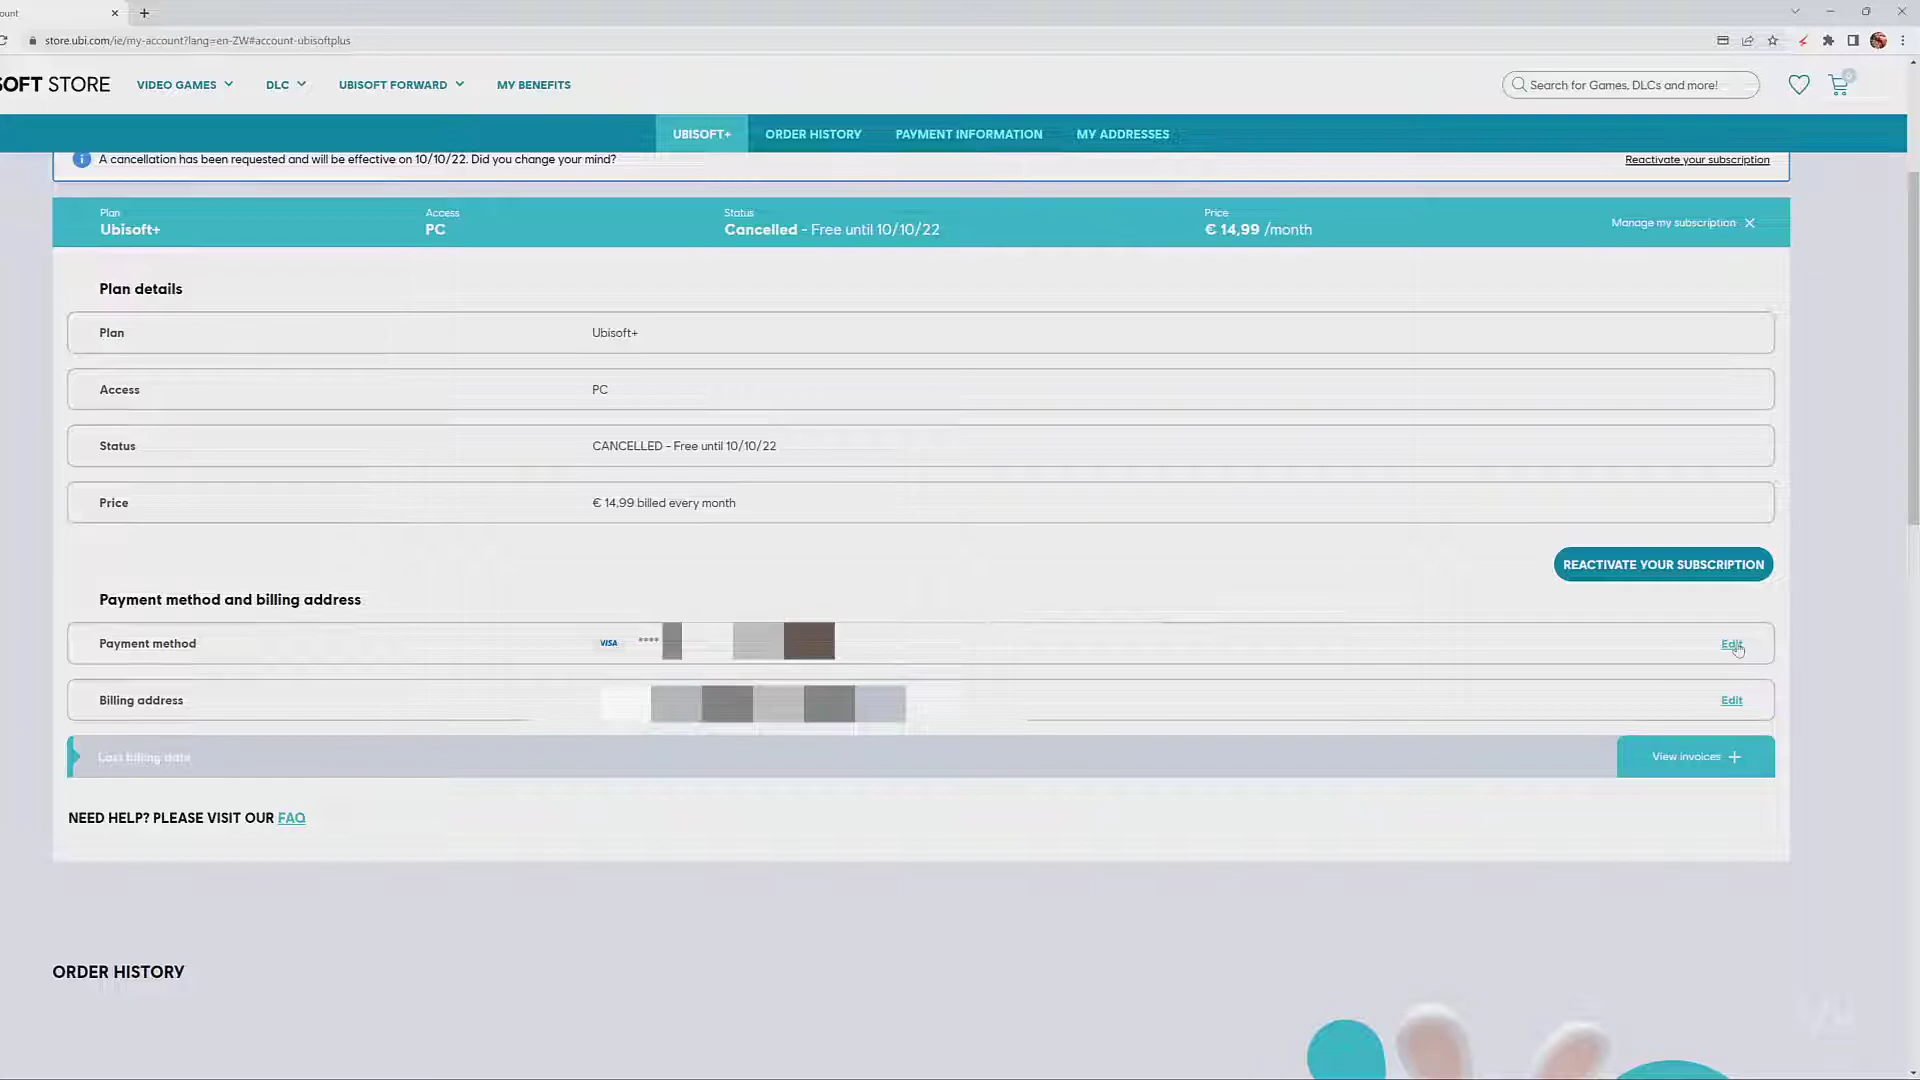 ount
store.ubi.com/ie/my-account?lang=en-ZW#account-ubisoftplus
SOFT STORE
VIDEO GAMES
DLC
UBISOFT FORWARD
MY BENEFITS
Search for Games, DLCs and more!
0
UBISOFT+
ORDER HISTORY
PAYMENT INFORMATION
MY ADDRESSES
A cancellation has been requested and will be effective on 10/10/22. Did you change your mind?
Reactivate your subscription
Plan
Ubisoft+
Access
PC
Status
Cancelled - Free until 10/10/22
Price
€ 14,99 /month
Manage my subscription
Plan details
Plan
Ubisoft+
Access
PC
Status
CANCELLED - Free until 10/10/22
Price
€ 14,99 billed every month
REACTIVATE YOUR SUBSCRIPTION
Payment method and billing address
Payment method
VISA ****
Edit
Billing address
Edit
Last billing date
View invoices +
NEED HELP? PLEASE VISIT OUR FAQ
ORDER HISTORY